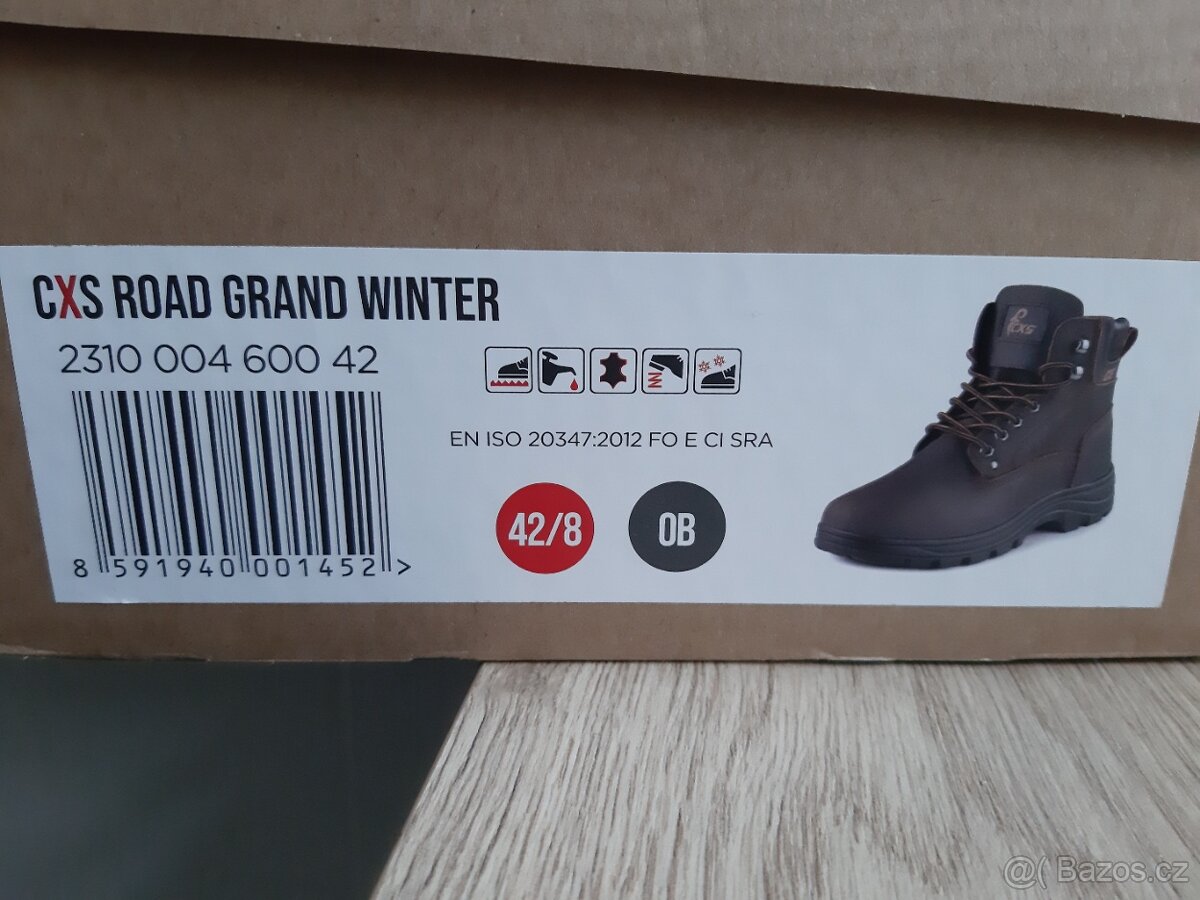 CXS ROAD GRAND WINTER
2310 004 600 42
EN ISO 20347:2012 FO E CI SRA
42/8
OB
8 591940 001452 >
CXS
@( Bazos.cz